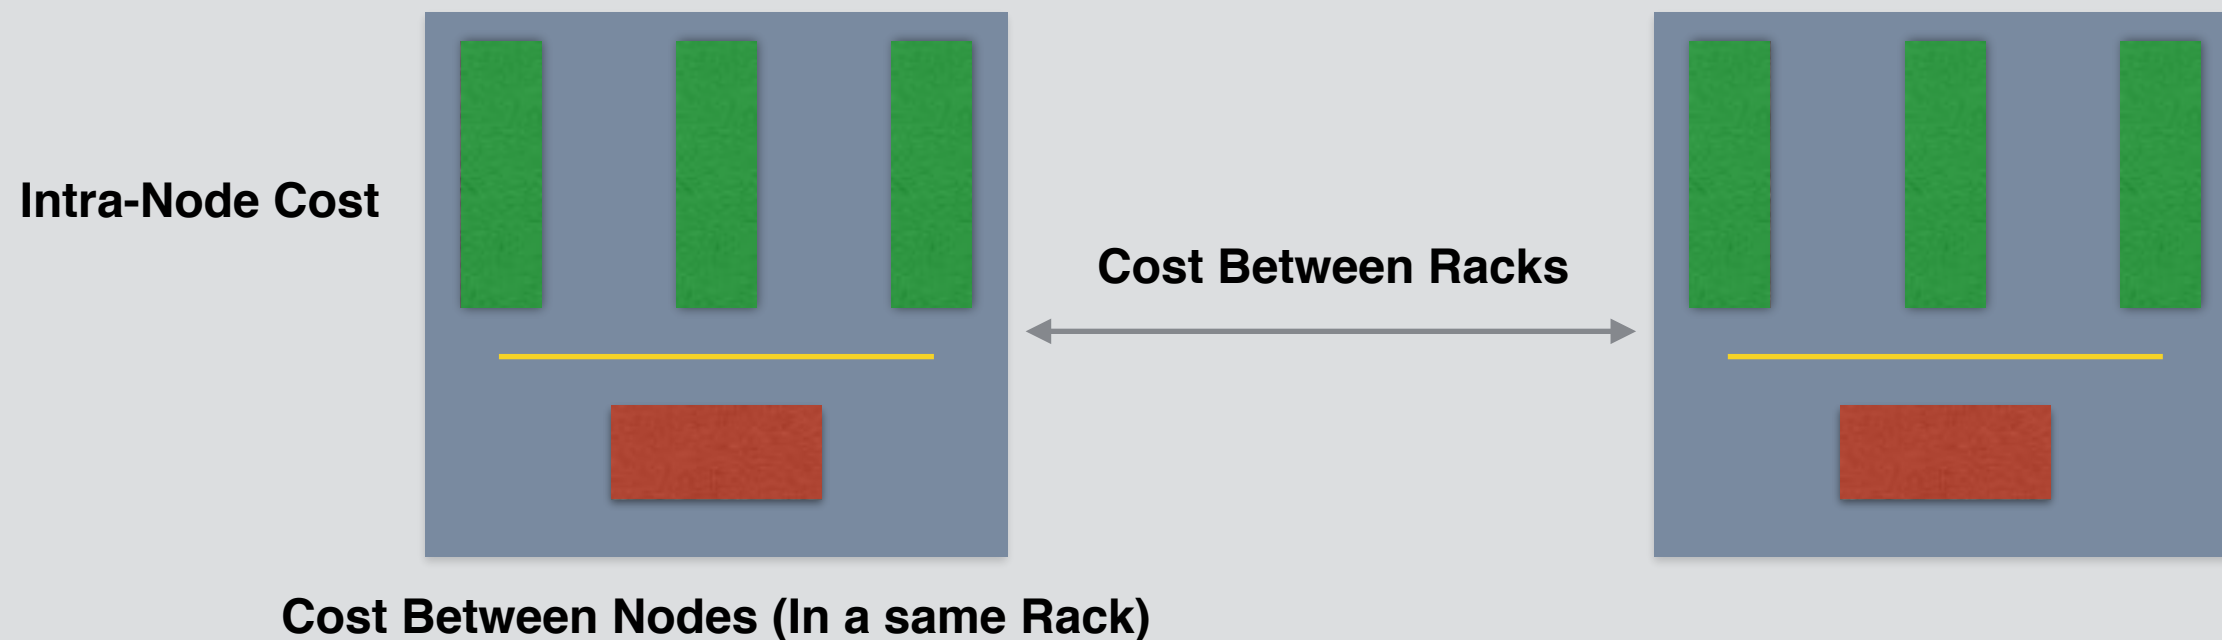 Intra-Node Cost
Cost Between Racks
Cost Between Nodes (In a same Rack)